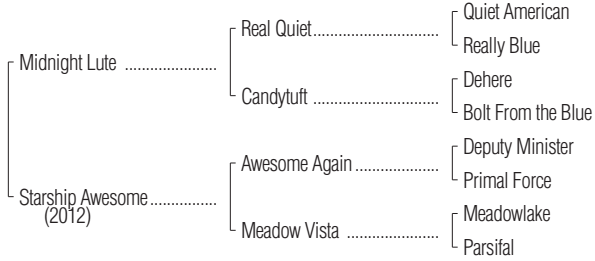 Quiet American
Real Quiet
Really Blue
Midnight Lute
Dehere
Candytuft
Bolt From the Blue
Deputy Minister
Awesome Again
Primal Force
Starship Awesome
(2012)
Meadowlake
Meadow Vista
Parsifal